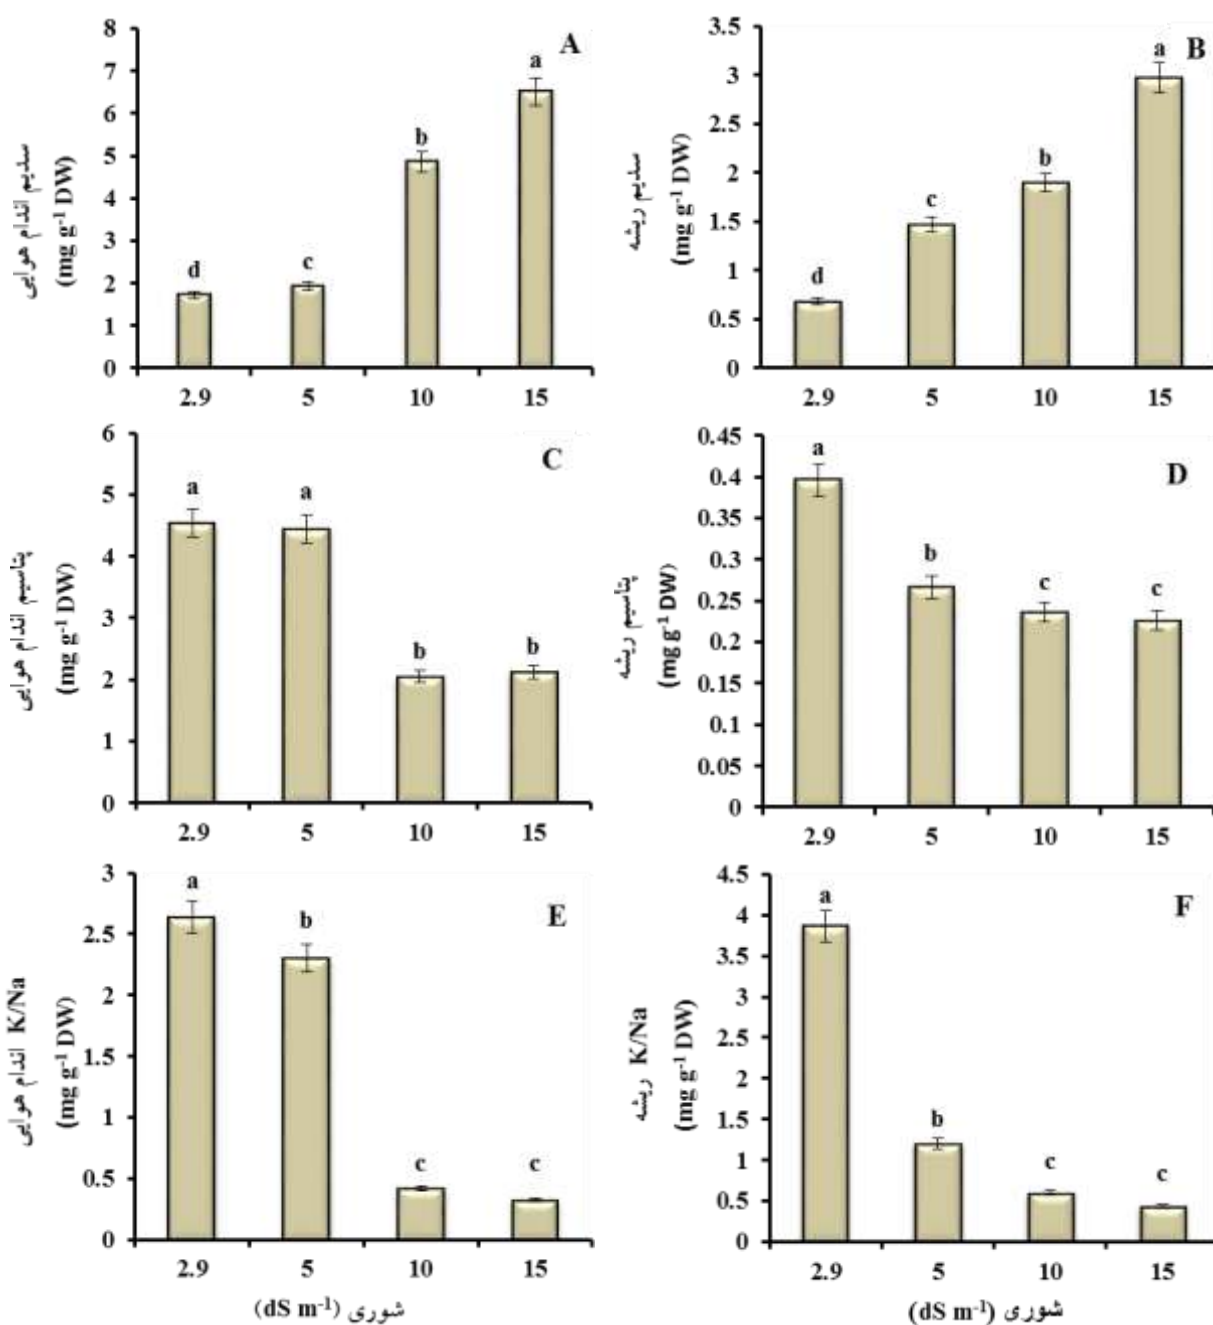 A
سدیم اندام هوایی
(mg g⁻¹ DW)
8
7
6
5
4
3
2
1
0
d
c
b
a
2.9 5 10 15
B
سدیم ریشه
(mg g⁻¹ DW)
3.5
3
2.5
2
1.5
1
0.5
0
d
c
b
a
2.9 5 10 15
C
پتاسیم اندام هوایی
(mg g⁻¹ DW)
6
5
4
3
2
1
0
a
a
b
b
2.9 5 10 15
D
پتاسیم ریشه
(mg g⁻¹ DW)
0.45
0.4
0.35
0.3
0.25
0.2
0.15
0.1
0.05
0
a
b
c
c
2.9 5 10 15
E
K/Na اندام هوایی
(mg g⁻¹ DW)
3
2.5
2
1.5
1
0.5
0
a
b
c
c
2.9 5 10 15
شوری (dS m⁻¹)
F
K/Na ریشه
(mg g⁻¹ DW)
4.5
4
3.5
3
2.5
2
1.5
1
0.5
0
a
b
c
c
2.9 5 10 15
شوری (dS m⁻¹)